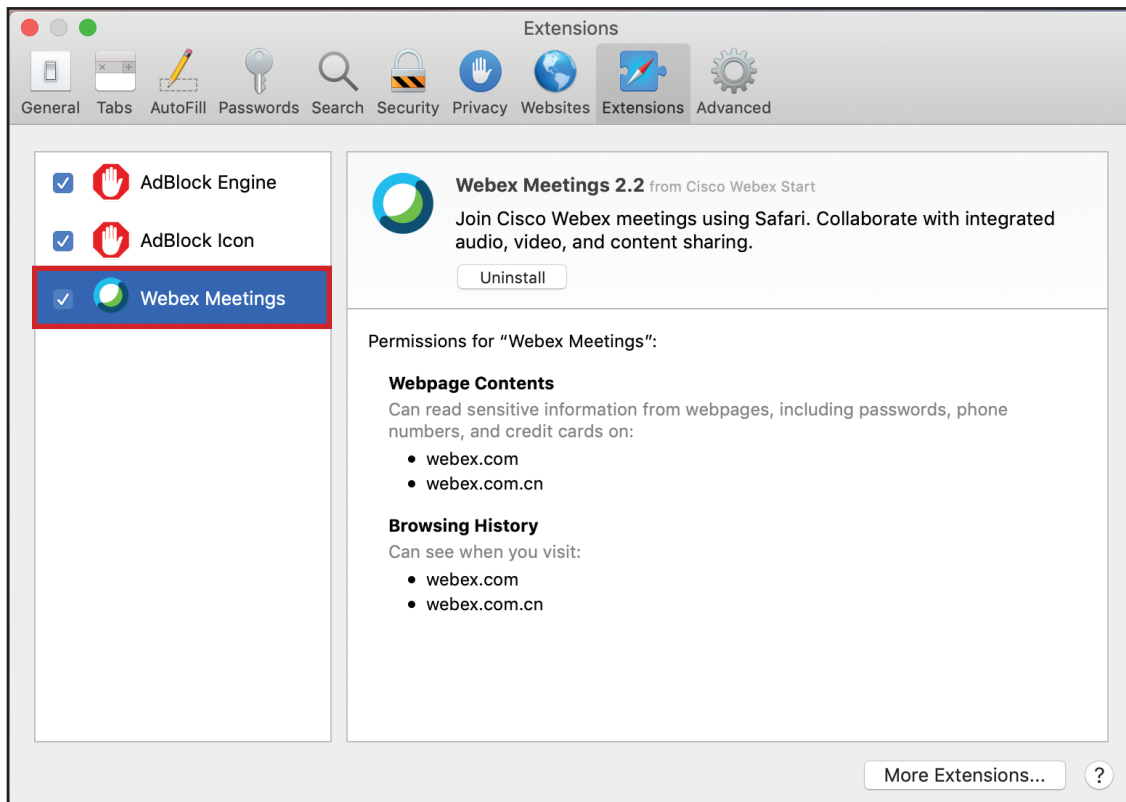 Extensions
General Tabs AutoFill Passwords Search Security Privacy Websites Extensions Advanced
AdBlock Engine
AdBlock Icon
Webex Meetings
Webex Meetings 2.2 from Cisco Webex Start
Join Cisco Webex meetings using Safari. Collaborate with integrated
audio, video, and content sharing.
Uninstall
Permissions for “Webex Meetings”:
Webpage Contents
Can read sensitive information from webpages, including passwords, phone
numbers, and credit cards on:
• webex.com
• webex.com.cn
Browsing History
Can see when you visit:
• webex.com
• webex.com.cn
More Extensions... ?